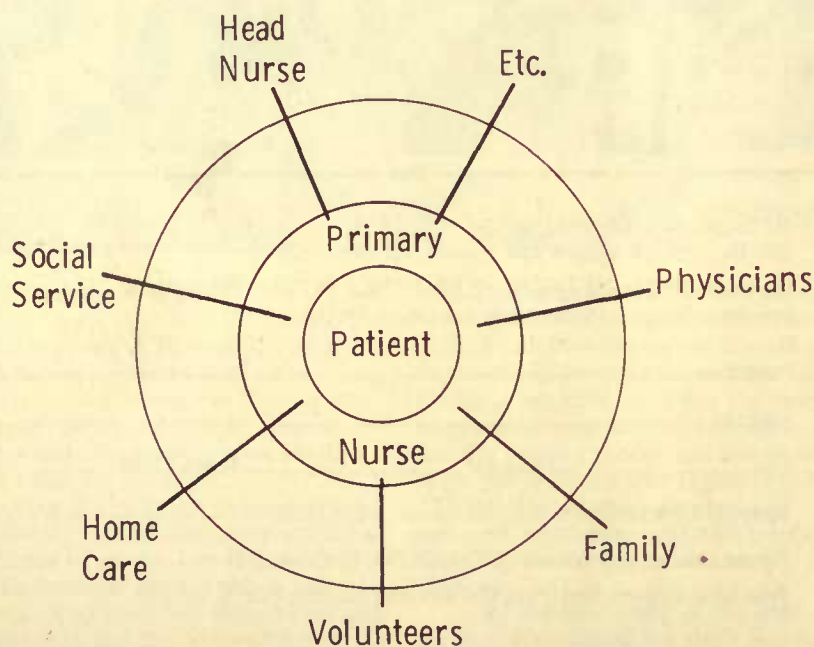 Head
Nurse
Etc.
Primary
Social
Service
Physicians
Patient
Nurse
Home
Care
Family
Volunteers